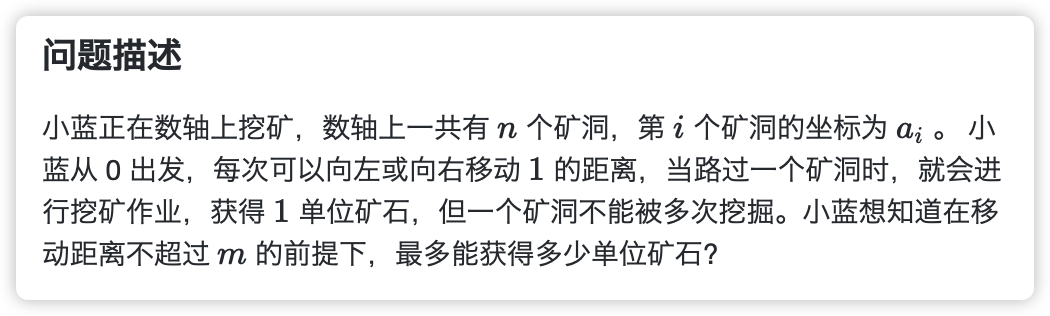 问题描述
小蓝正在数轴上挖矿，数轴上一共有 n 个矿洞，第 i 个矿洞的坐标为 a_i 。小
蓝从 0 出发，每次可以向左或向右移动 1 的距离，当路过一个矿洞时，就会进
行挖矿作业，获得 1 单位矿石，但一个矿洞不能被多次挖掘。小蓝想知道在移
动距离不超过 m 的前提下，最多能获得多少单位矿石?